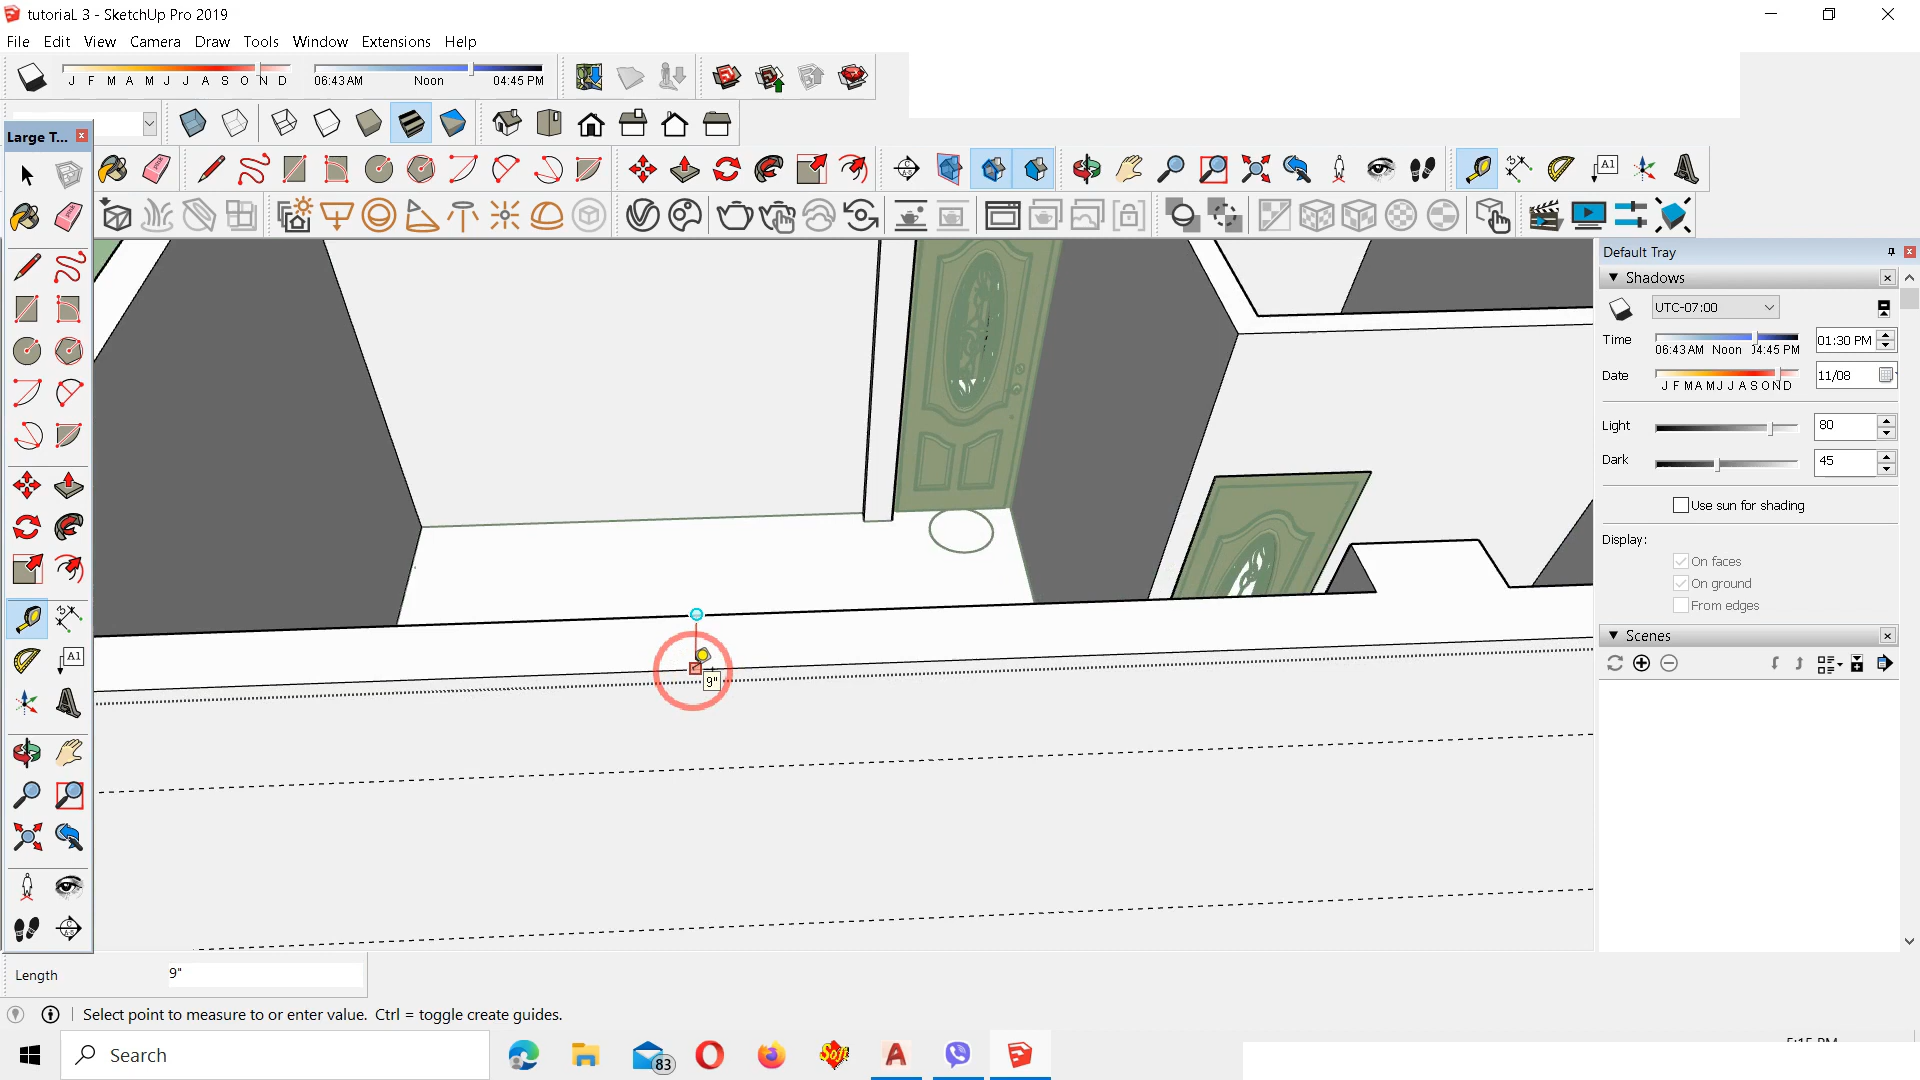 tutoriaL 3 - SketchUp Pro 2019
File Edit View Camera Draw Tools Window Extensions Help
J F M A M J J A S O N D
06:43 AM Noon 04:45 PM
Large T...
A1
Default Tray
Shadows
UTC-07:00
Time
01:30 PM
06:43 AM Noon 04:45 PM
Date
11/08
J F M A M J J A S O N D
Light
80
Dark
45
Use sun for shading
Display:
On faces
On ground
From edges
Scenes
A1
9"
Length 9"
Select point to measure to or enter value. Ctrl = toggle create guides.
Search
83